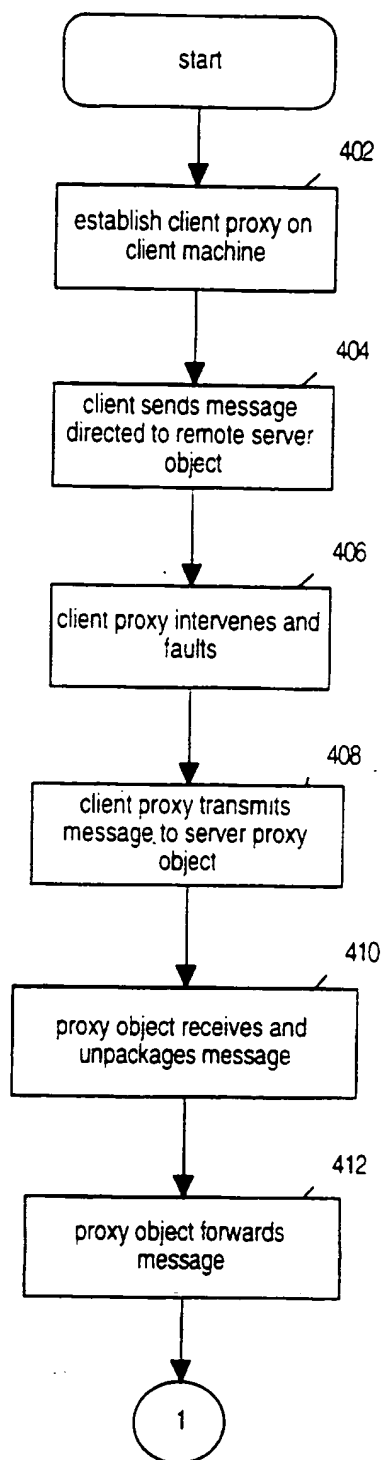 start
402
establish client proxy on
client machine
404
client sends message
directed to remote server
object
406
client proxy intervenes and
faults
408
client proxy transmits
message to server proxy
object
410
proxy object receives and
unpackages message
412
proxy object forwards
message
1